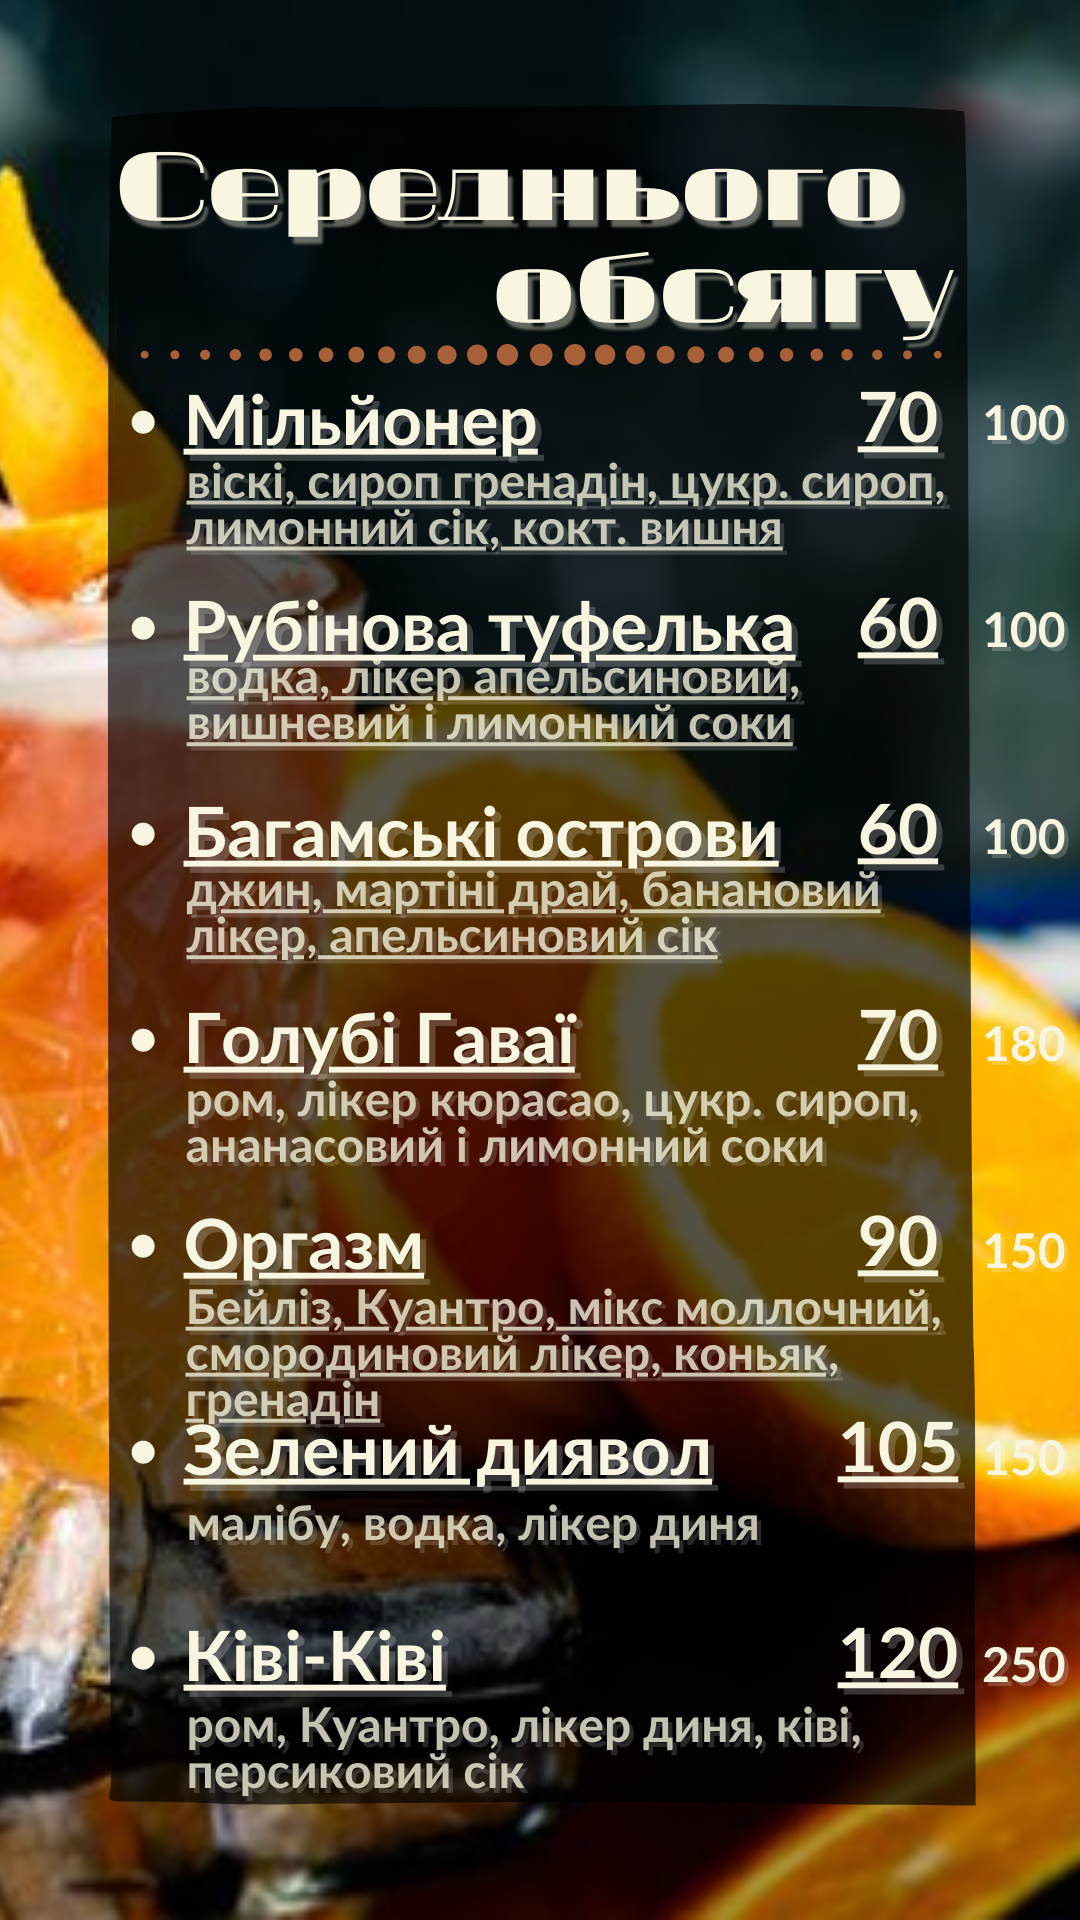 Середнього
обсягу
• Мільйонер 70 100
віскі, сироп гренадін, цукр. сироп,
лимонний сік, кокт. вишня
• Рубінова туфелька 60 100
водка, лікер апельсиновий,
вишневий і лимонний соки
• Багамські острови 60 100
джин, мартіні драй, банановий
лікер, апельсиновий сік
• Голубі Гаваї 70 180
ром, лікер кюрасао, цукр. сироп,
ананасовий і лимонний соки
• Оргазм 90 150
Бейліз, Куантро, мікс моллочний,
смородиновий лікер, коньяк,
гренадін
• Зелений диявол 105 150
малібу, водка, лікер диня
• Ківі-Ківі 120 250
ром, Куантро, лікер диня, ківі,
персиковий сік